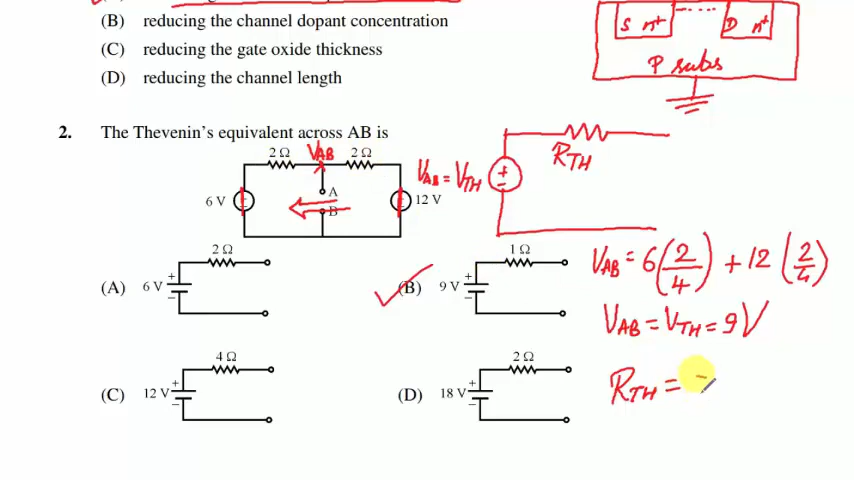 (B) reducing the channel dopant concentration
(C) reducing the gate oxide thickness
(D) reducing the channel length
S n+ D n+
P subs
2. The Thevenin's equivalent across AB is
2 Ω VAB 2 Ω
A
B
6 V
12 V
VAB = VTH
+
−
RTH
(A) 6 V + − 2 Ω
(B) 9 V + − 1 Ω
VAB = 6(2/4) + 12(2/4)
VAB = VTH = 9V
(C) 12 V + − 4 Ω
(D) 18 V + − 2 Ω
RTH =